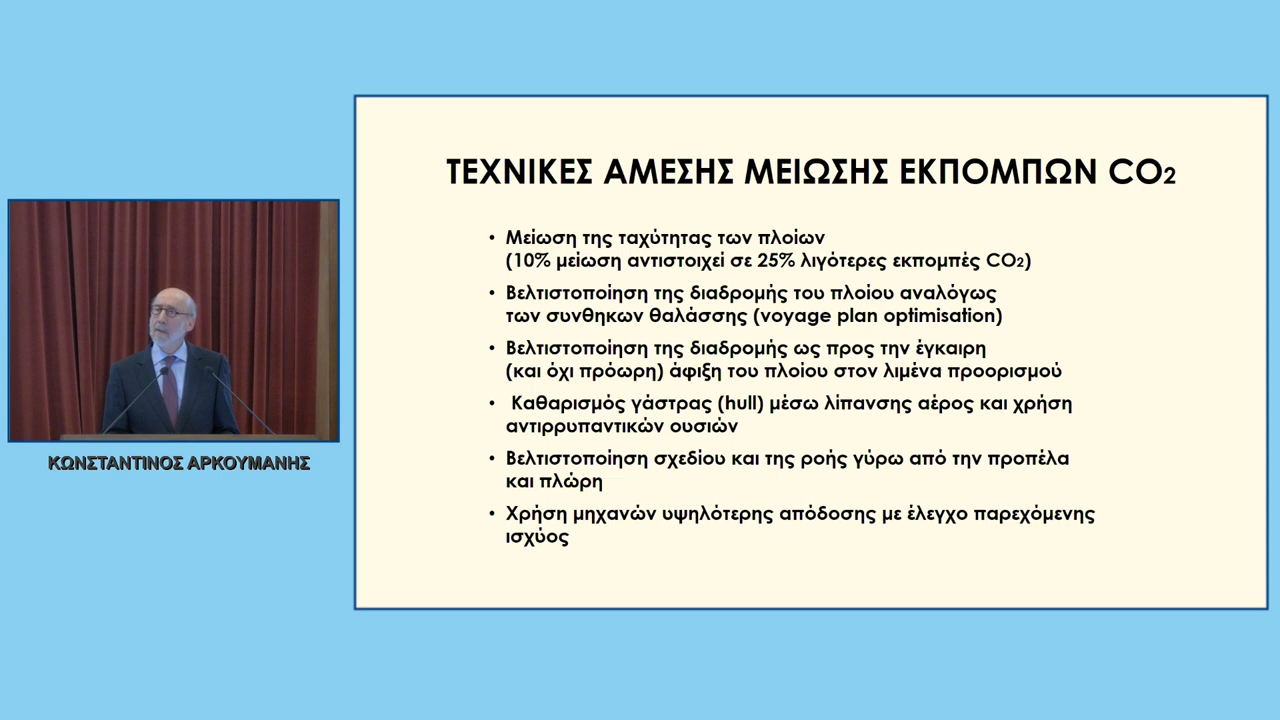 ΤΕΧΝΙΚΕΣ ΑΜΕΣΗΣ ΜΕΙΩΣΗΣ ΕΚΠΟΜΠΩΝ CO2
• Μείωση της ταχύτητας των πλοίων
(10% μείωση αντιστοιχεί σε 25% λιγότερες εκπομπές CO2)
• Βελτιστοποίηση της διαδρομής του πλοίου αναλόγως
των συνθηκων θαλάσσης (voyage plan optimisation)
• Βελτιστοποίηση της διαδρομής ως προς την έγκαιρη
(και όχι πρόωρη) άφιξη του πλοίου στον λιμένα προορισμού
• Καθαρισμός γάστρας (hull) μέσω λίπανσης αέρος και χρήση
αντιρρυπαντικών ουσιών
• Βελτιστοποίηση σχεδίου και της ροής γύρω από την προπέλα
και πλώρη
• Χρήση μηχανών υψηλότερης απόδοσης με έλεγχο παρεχόμενης
ισχύος
ΚΩΝΣΤΑΝΤΙΝΟΣ ΑΡΚΟΥΜΑΝΗΣ